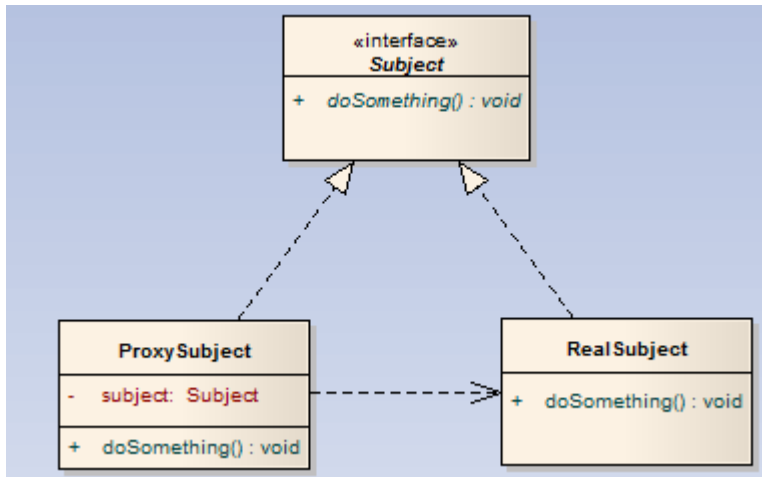 «interface»
Subject
+ doSomething() : void
ProxySubject
- subject: Subject
+ doSomething() : void
RealSubject
+ doSomething() : void